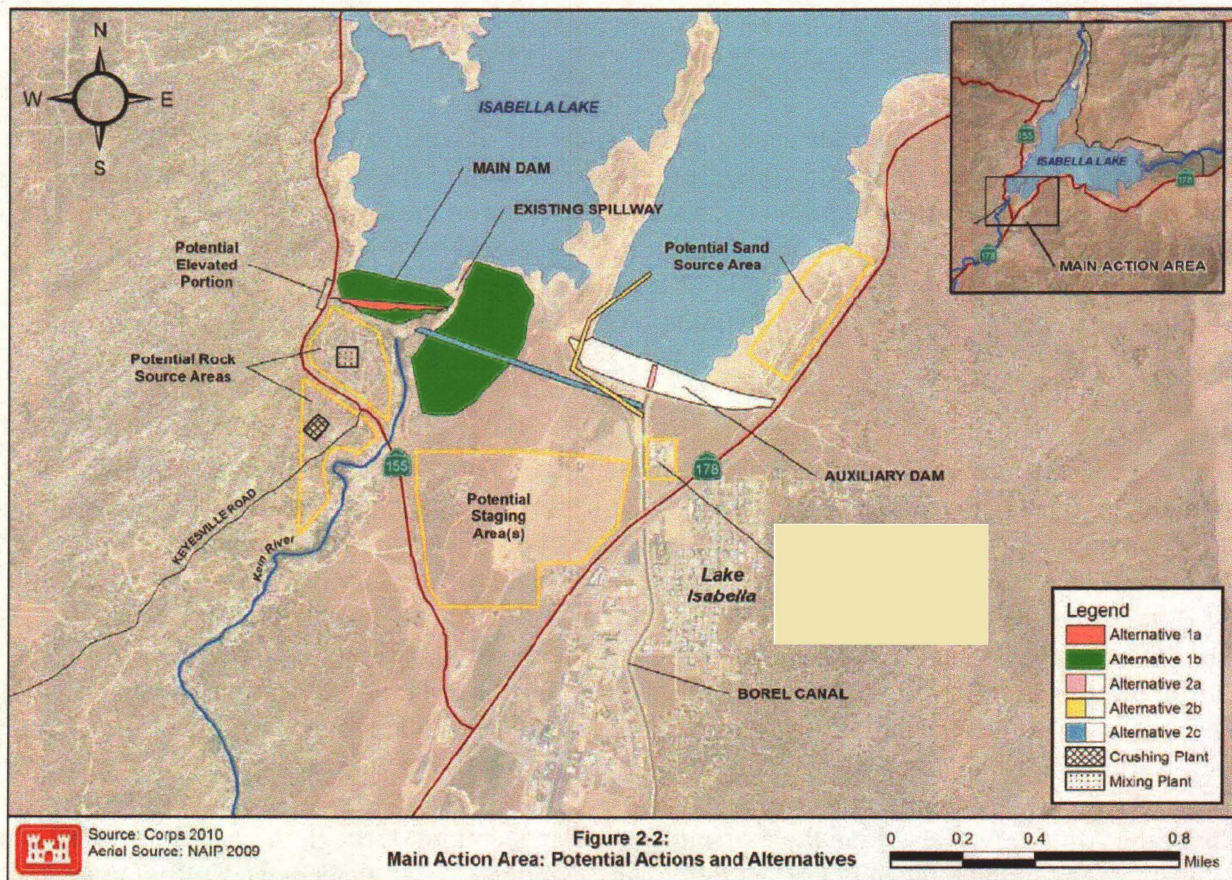 N
W
E
S
ISABELLA LAKE
MAIN DAM
EXISTING SPILLWAY
Potential
Elevated
Portion
Potential Sand
Source Area
Potential Rock
Source Areas
155
178
AUXILIARY DAM
Potential
Staging
Area(s)
KEYESVILLE ROAD
Kern River
Lake
Isabella
BOREL CANAL
155
ISABELLA LAKE
178
178
MAIN ACTION AREA
Legend
Alternative 1a
Alternative 1b
Alternative 2a
Alternative 2b
Alternative 2c
Crushing Plant
Mixing Plant
Source: Corps 2010
Aerial Source: NAIP 2009
Figure 2-2:
Main Action Area: Potential Actions and Alternatives
0 0.2 0.4 0.8
Miles